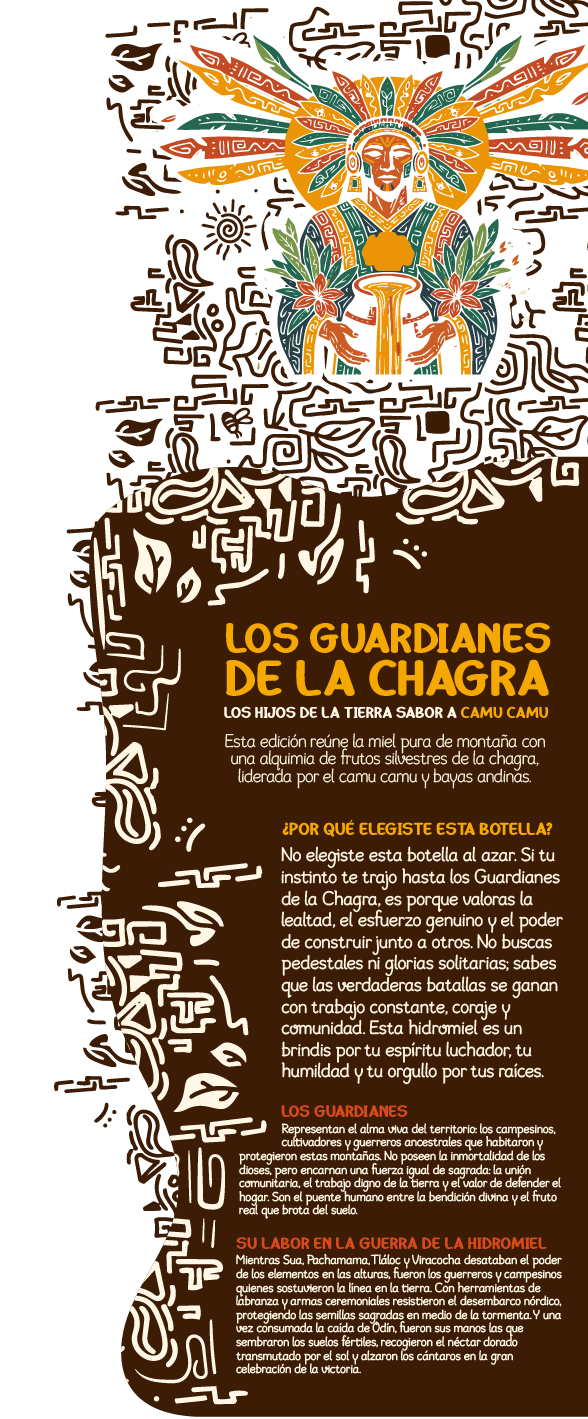 LOS GUARDIANES
DE LA CHAGRA
LOS HIJOS DE LA TIERRA SABOR A CAMU CAMU
Esta edición reúne la miel pura de montaña con
una alquimia de frutos silvestres de la chagra,
liderada por el camu camu y bayas andinas.
¿POR QUÉ ELEGISTE ESTA BOTELLA?
No elegiste esta botella al azar. Si tu
instinto te trajo hasta los Guardianes
de la Chagra, es porque valoras la
lealtad, el esfuerzo genuino y el poder
de construir junto a otros. No buscas
pedestales ni glorias solitarias; sabes
que las verdaderas batallas se ganan
con trabajo constante, coraje y
comunidad. Esta hidromiel es un
brindis por tu espíritu luchador, tu
humildad y tu orgullo por tus raíces.
LOS GUARDIANES
Representan el alma viva del territorio: los campesinos,
cultivadores y guerreros ancestrales que habitaron y
protegieron estas montañas. No poseen la inmortalidad de los
dioses, pero encarnan una fuerza igual de sagrada: la unión
comunitaria, el trabajo digno de la tierra y el valor de defender el
hogar. Son el puente humano entre la bendición divina y el fruto
real que brota del suelo.
SU LABOR EN LA GUERRA DE LA HIDROMIEL
Mientras Sua, Pachamama, Tláloc y Viracocha desataban el poder
de los elementos en las alturas, fueron los guerreros y campesinos
quienes sostuvieron la línea en la tierra. Con herramientas de
labranza y armas ceremoniales resistieron el desembarco nórdico,
protegiendo las semillas sagradas en medio de la tormenta. Y una
vez consumada la caída de Odín, fueron sus manos las que
sembraron los suelos fértiles, recogieron el néctar dorado
transmutado por el sol y alzaron los cántaros en la gran
celebración de la victoria.